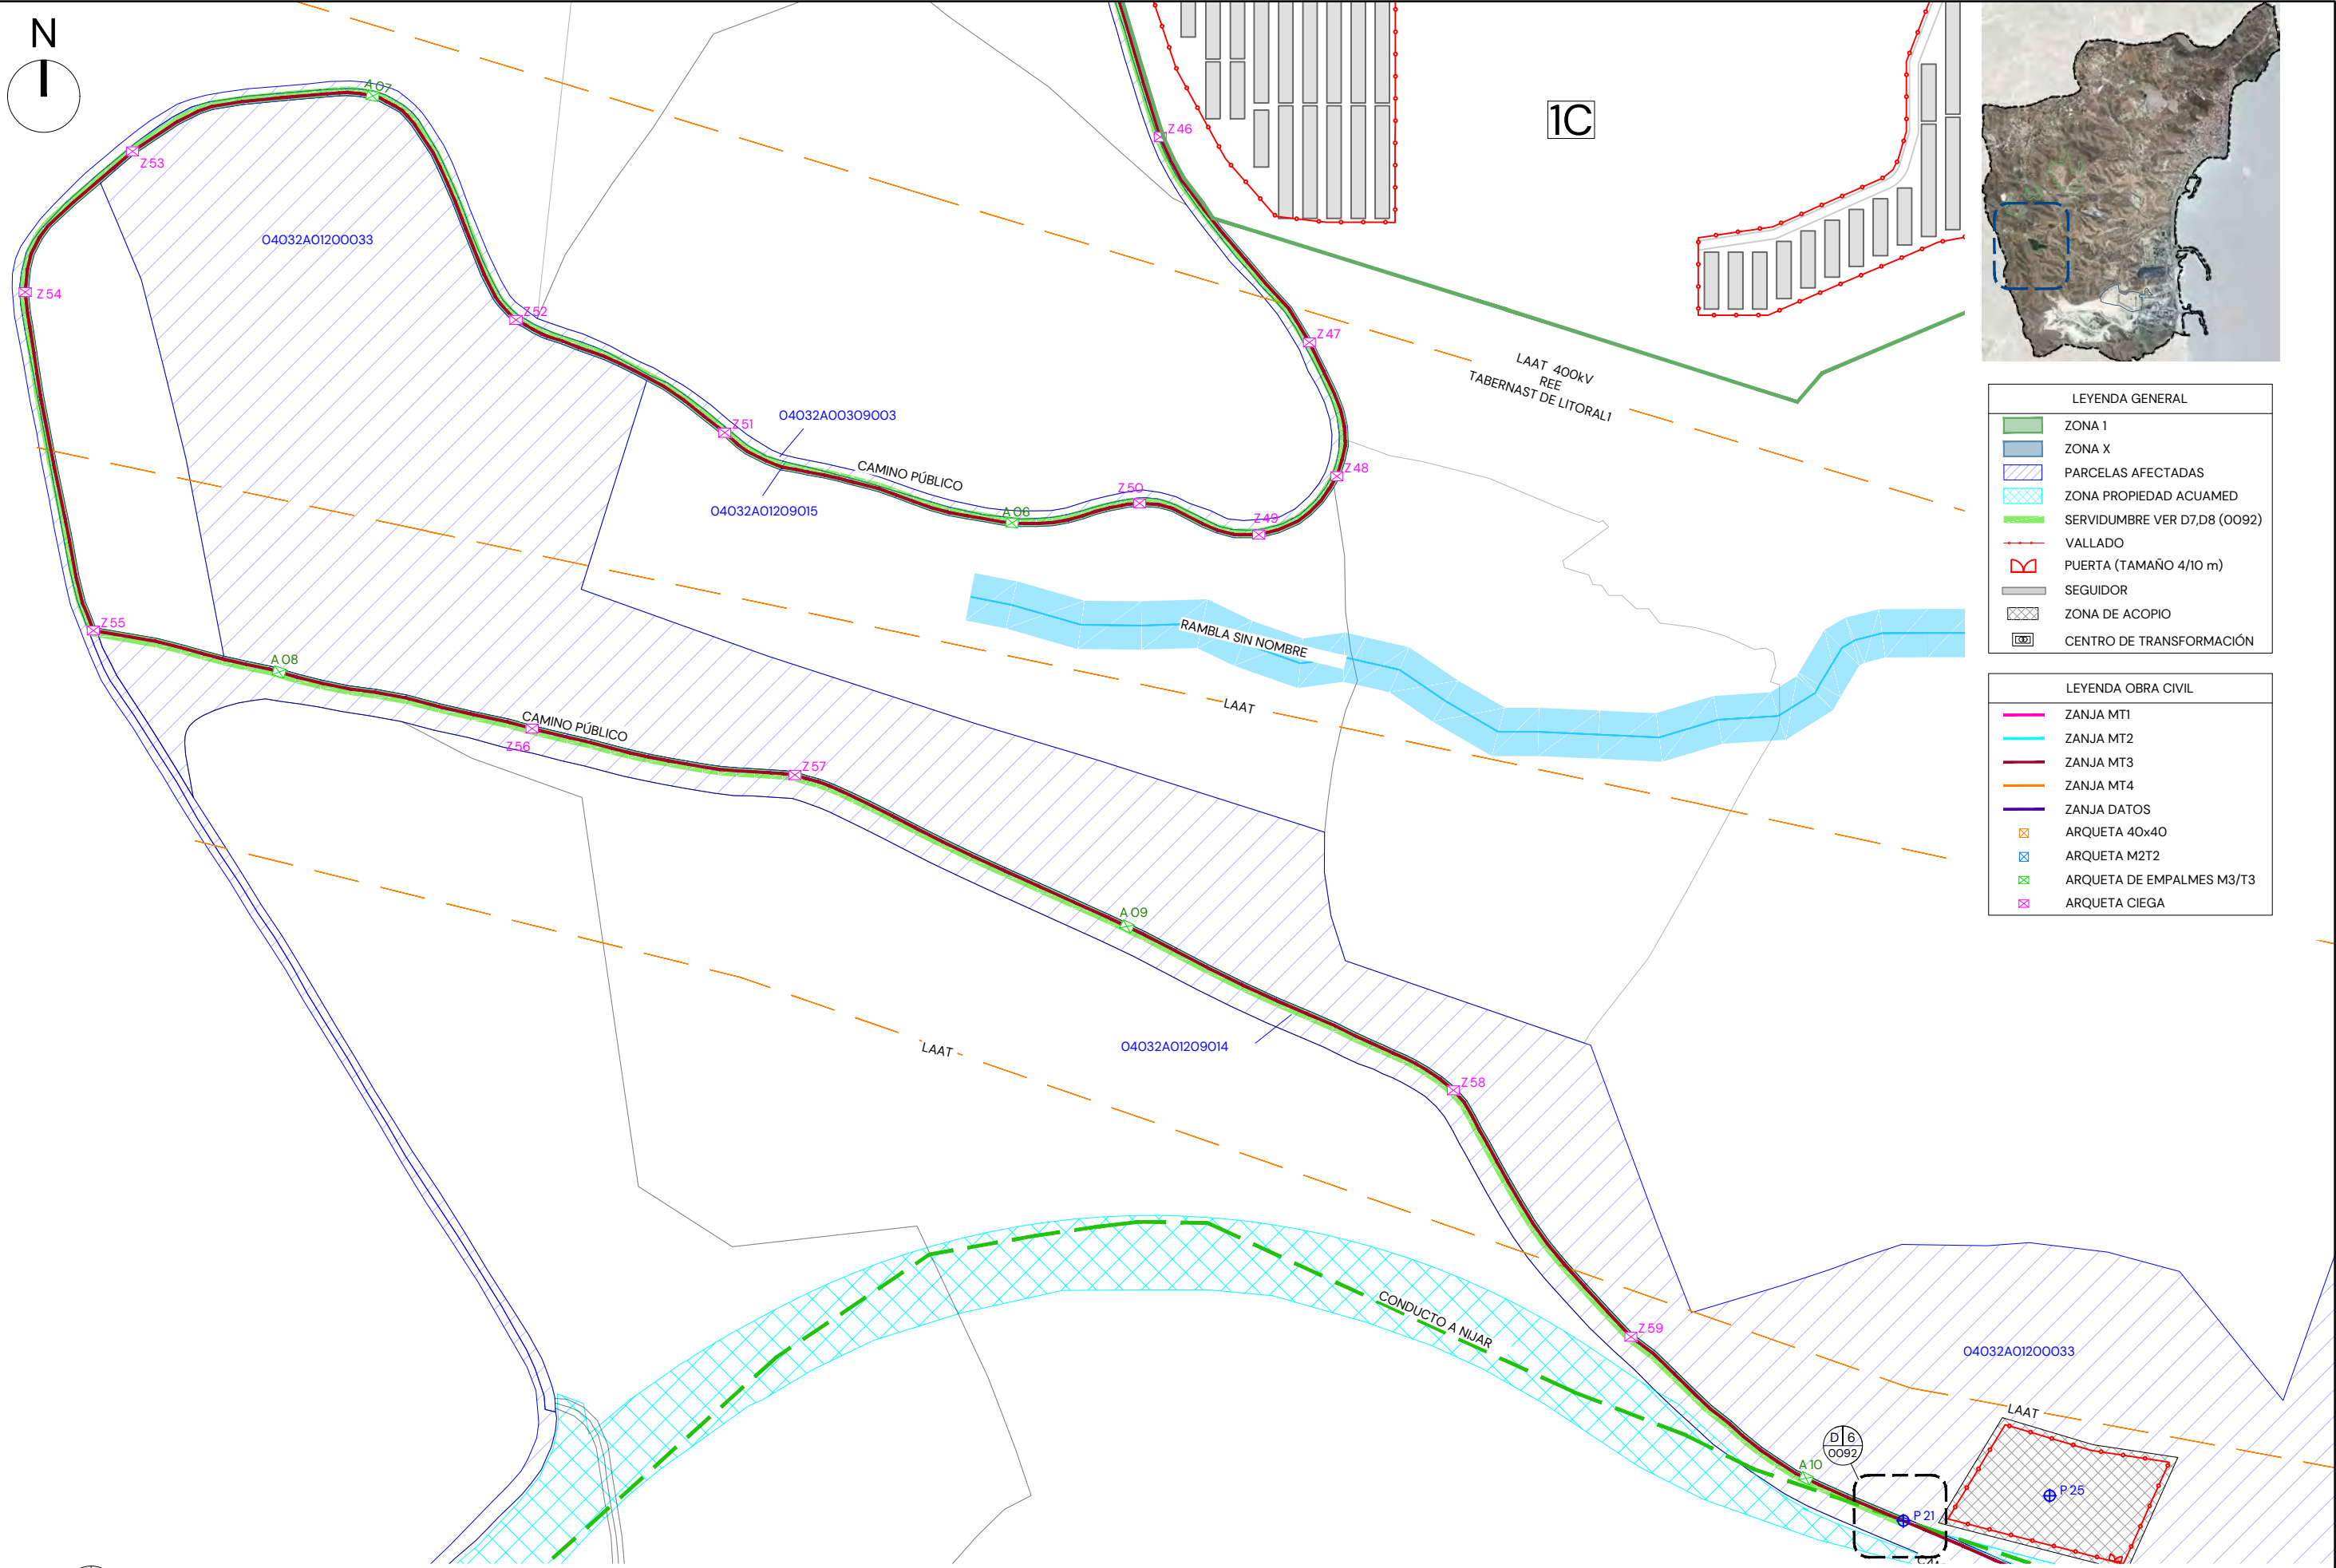 N
A 07
Z 46
1C
Z 53
04032A01200033
Z 54
Z 52
Z 47
LAAT 400kV
REE
TABERNAST DE LITORAL1
04032A00309003
Z 51
CAMINO PÚBLICO
Z 48
Z 50
04032A01209015
A 06
Z 49
RAMBLA SIN NOMBRE
Z 55
A 08
LAAT
CAMINO PÚBLICO
Z 56
Z 57
A 09
LAAT
04032A01209014
Z 58
CONDUCTO A NIJAR
Z 59
04032A01200033
LAAT
D 6
0092
A 10
P 25
P 21
LEYENDA GENERAL
ZONA 1
ZONA X
PARCELAS AFECTADAS
ZONA PROPIEDAD ACUAMED
SERVIDUMBRE VER D7,D8 (0092)
VALLADO
PUERTA (TAMAÑO 4/10 m)
SEGUIDOR
ZONA DE ACOPIO
CENTRO DE TRANSFORMACIÓN
LEYENDA OBRA CIVIL
ZANJA MT1
ZANJA MT2
ZANJA MT3
ZANJA MT4
ZANJA DATOS
ARQUETA 40x40
ARQUETA M2T2
ARQUETA DE EMPALMES M3/T3
ARQUETA CIEGA